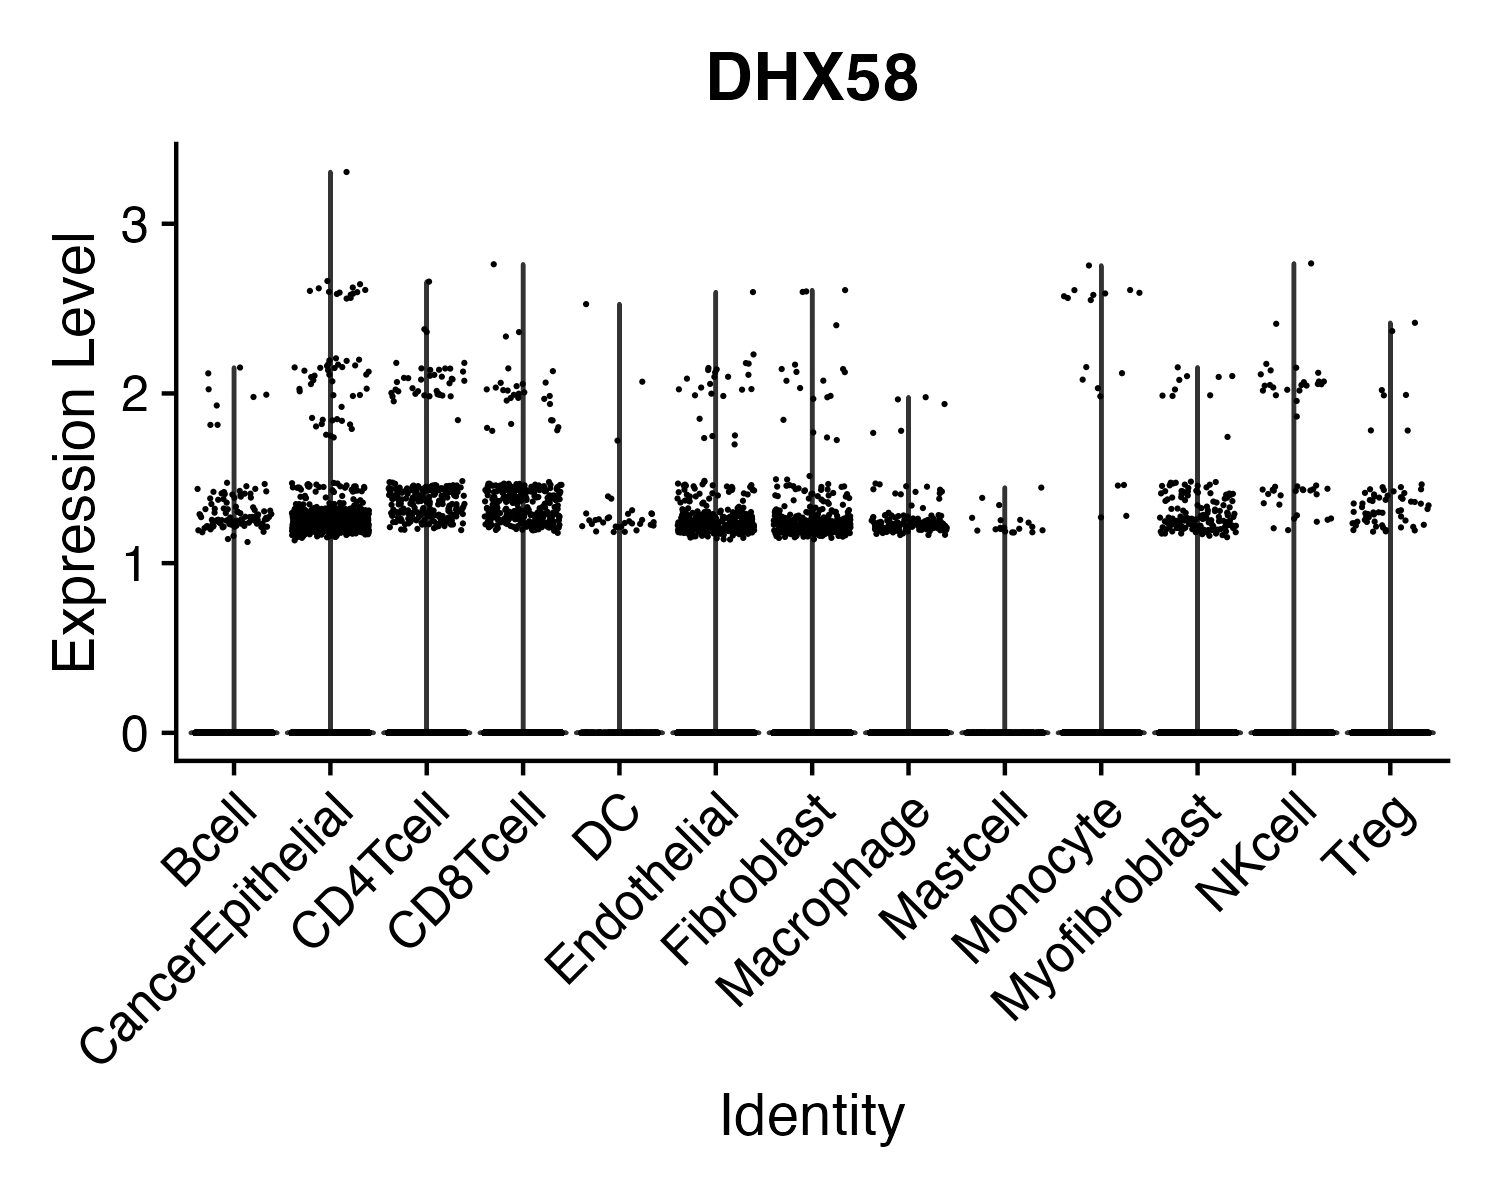 DHX58
Expression Level
3
2
1
0
Bcell
CancerEpithelial
CD4Tcell
CD8Tcell
DC
Endothelial
Fibroblast
Macrophage
Mastcell
Monocyte
Myofibroblast
NKcell
Treg
Identity